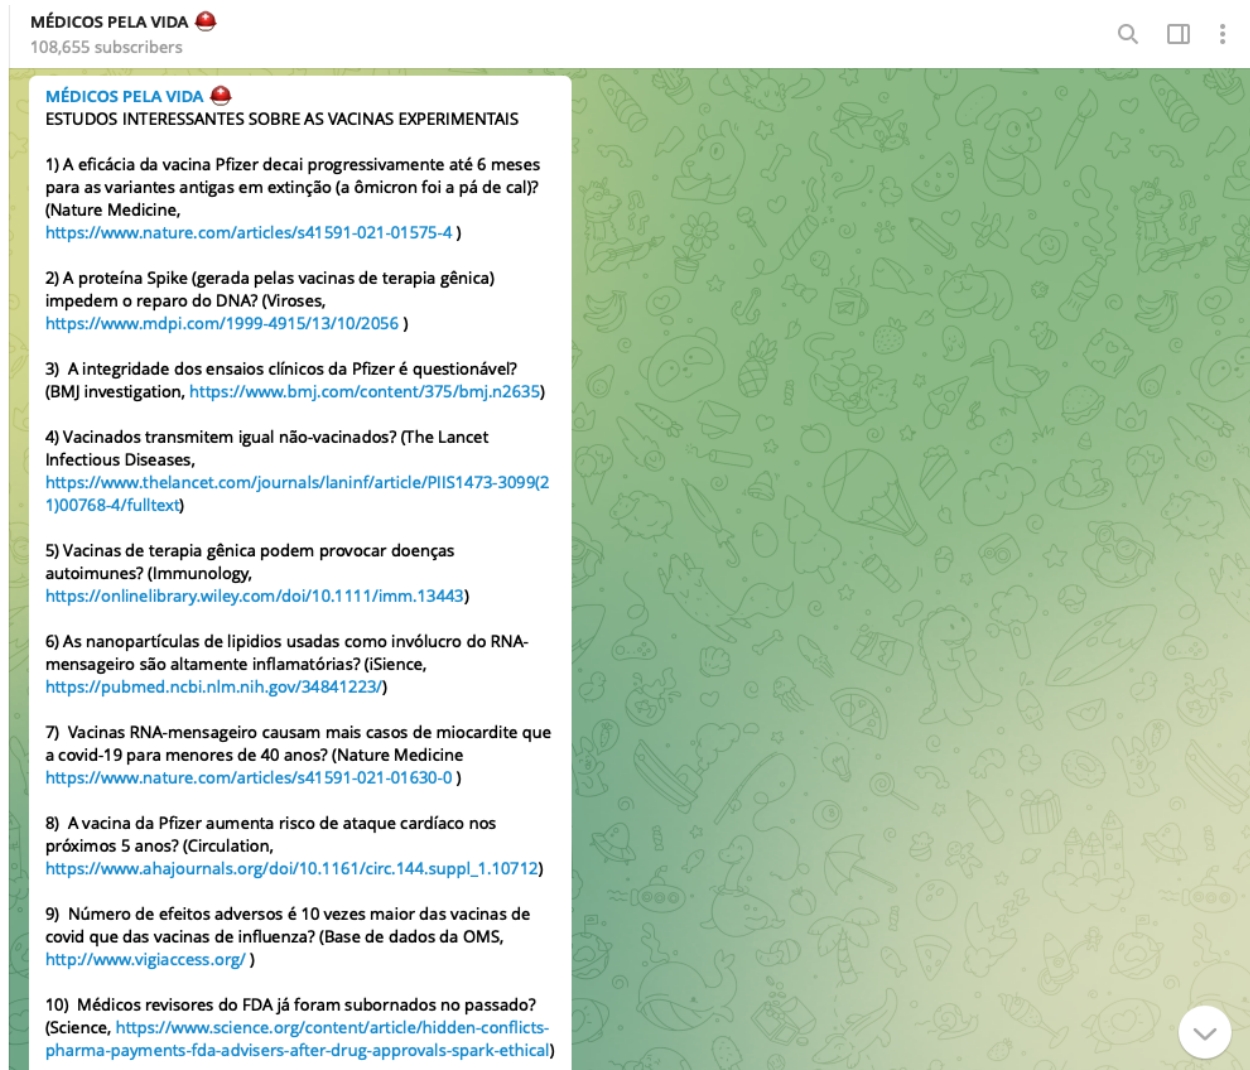 MÉDICOS PELA VIDA ⛑
108,655 subscribers
MÉDICOS PELA VIDA ⛑
ESTUDOS INTERESSANTES SOBRE AS VACINAS EXPERIMENTAIS
1) A eficácia da vacina Pfizer decai progressivamente até 6 meses
para as variantes antigas em extinção (a ômicron foi a pá de cal)?
(Nature Medicine,
https://www.nature.com/articles/s41591-021-01575-4 )
2) A proteína Spike (gerada pelas vacinas de terapia gênica)
impedem o reparo do DNA? (Viroses,
https://www.mdpi.com/1999-4915/13/10/2056 )
3)  A integridade dos ensaios clínicos da Pfizer é questionável?
(BMJ investigation, https://www.bmj.com/content/375/bmj.n2635)
4) Vacinados transmitem igual não-vacinados? (The Lancet
Infectious Diseases,
https://www.thelancet.com/journals/laninf/article/PIIS1473-3099(2
1)00768-4/fulltext)
5) Vacinas de terapia gênica podem provocar doenças
autoimunes? (Immunology,
https://onlinelibrary.wiley.com/doi/10.1111/imm.13443)
6) As nanopartículas de lipidios usadas como invólucro do RNA-
mensageiro são altamente inflamatórias? (iSience,
https://pubmed.ncbi.nlm.nih.gov/34841223/)
7)  Vacinas RNA-mensageiro causam mais casos de miocardite que
a covid-19 para menores de 40 anos? (Nature Medicine
https://www.nature.com/articles/s41591-021-01630-0 )
8)  A vacina da Pfizer aumenta risco de ataque cardíaco nos
próximos 5 anos? (Circulation,
https://www.ahajournals.org/doi/10.1161/circ.144.suppl_1.10712)
9)  Número de efeitos adversos é 10 vezes maior das vacinas de
covid que das vacinas de influenza? (Base de dados da OMS,
http://www.vigiaccess.org/ )
10)  Médicos revisores do FDA já foram subornados no passado?
(Science, https://www.science.org/content/article/hidden-conflicts-
pharma-payments-fda-advisers-after-drug-approvals-spark-ethical)